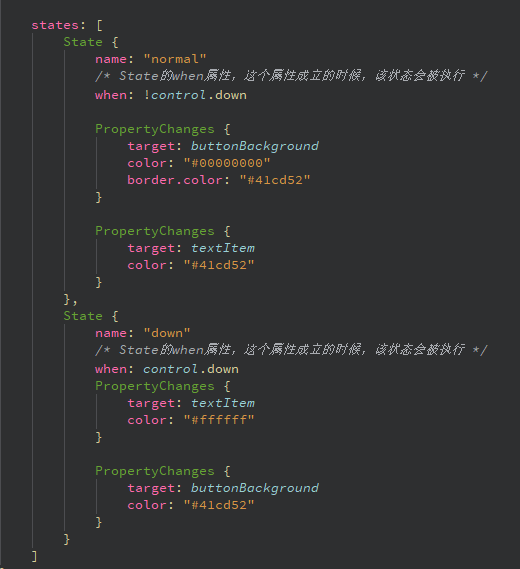 states: [
    State {
        name: "normal"
        /* State的when属性，这个属性成立的时候，该状态会被执行 */
        when: !control.down

        PropertyChanges {
            target: buttonBackground
            color: "#00000000"
            border.color: "#41cd52"
        }

        PropertyChanges {
            target: textItem
            color: "#41cd52"
        }
    },
    State {
        name: "down"
        /* State的when属性，这个属性成立的时候，该状态会被执行 */
        when: control.down
        PropertyChanges {
            target: textItem
            color: "#ffffff"
        }

        PropertyChanges {
            target: buttonBackground
            color: "#41cd52"
        }
    }
]